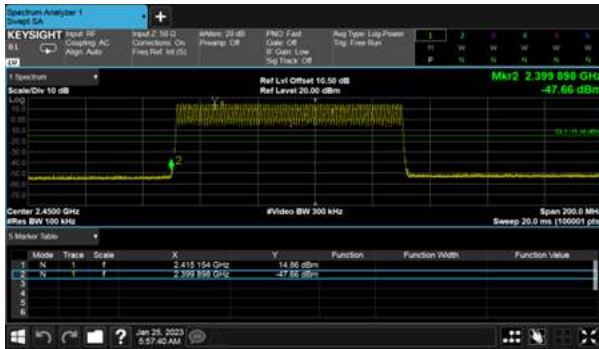 Spectrum Analyzer 1
Swept SA
+
KEYSIGHT Input: RF
Coupling: AC
Align: Auto
Input Z: 50 Ω
Corrections: On
Freq Ref: Int (S)
#Atten: 20 dB
Preamp: Off
PNO: Fast
Gate: Off
IF Gain: Low
Sig Track: Off
Avg Type: Log-Power
Trig: Free Run
1 2 3 4 5 6
1 Spectrum
Scale/Div 10 dB
Ref Lvl Offset 10.50 dB
Ref Level 20.00 dBm
Mkr2 2.399 898 GHz
-47.66 dBm
Log
2
Center 2.4500 GHz
#Res BW 100 kHz
#Video BW 300 kHz
Span 200.0 MHz
Sweep 20.0 ms (100001 pts)
5 Marker Table
Mode Trace Scale X Y Function Function Width Function Value
1 N 1 f 2.415 154 GHz 14.86 dBm
2 N 1 f 2.399 898 GHz -47.66 dBm
3
4
5
6
? Jan 25, 2023
5:57:40 AM